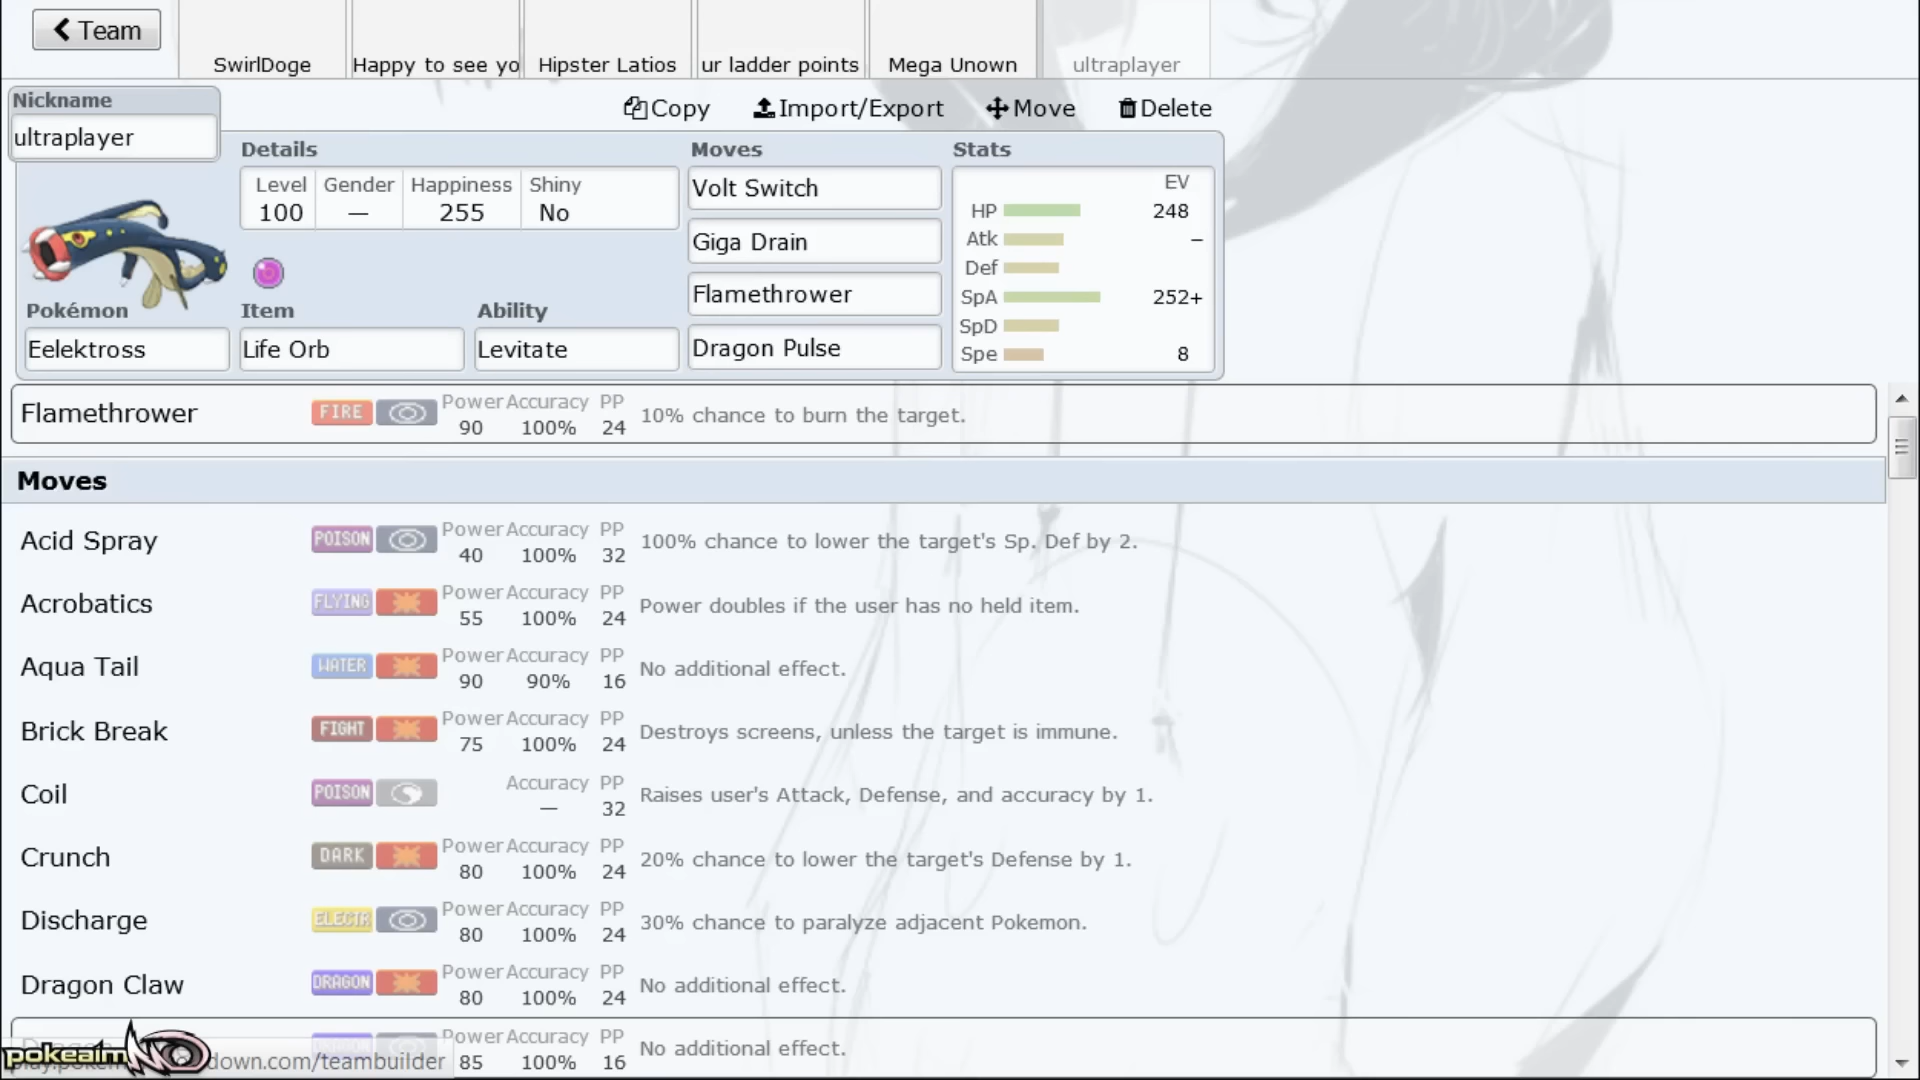 Team
SwirlDoge
Happy to see yo
Hipster Latios
ur ladder points
Mega Unown
ultraplayer
Nickname
ultraplayer
Copy
Import/Export
Move
Delete
Details
Level
100
Gender
—
Happiness
255
Shiny
No
Pokémon
Eelektross
Item
Life Orb
Ability
Levitate
Moves
Volt Switch
Giga Drain
Flamethrower
Dragon Pulse
Stats
EV
HP 248
Atk –
Def
SpA 252+
SpD
Spe 8
Flamethrower FIRE Power 90 Accuracy 100% PP 24 10% chance to burn the target.
Moves
Acid Spray POISON Power 40 Accuracy 100% PP 32 100% chance to lower the target's Sp. Def by 2.
Acrobatics FLYING Power 55 Accuracy 100% PP 24 Power doubles if the user has no held item.
Aqua Tail WATER Power 90 Accuracy 90% PP 16 No additional effect.
Brick Break FIGHT Power 75 Accuracy 100% PP 24 Destroys screens, unless the target is immune.
Coil POISON Accuracy — PP 32 Raises user's Attack, Defense, and accuracy by 1.
Crunch DARK Power 80 Accuracy 100% PP 24 20% chance to lower the target's Defense by 1.
Discharge ELECTR Power 80 Accuracy 100% PP 24 30% chance to paralyze adjacent Pokemon.
Dragon Claw DRAGON Power 80 Accuracy 100% PP 24 No additional effect.
Power 85 Accuracy 100% PP 16 No additional effect.
pokeaim
down.com/teambuilder